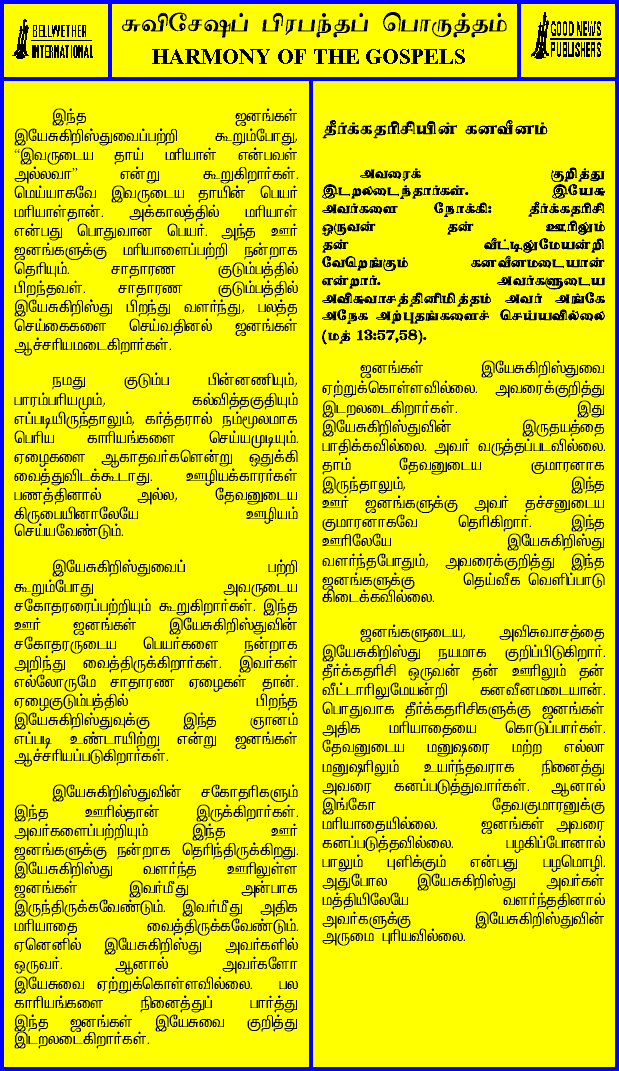 BELLWETHER
INTERNATIONAL
சுவிசேஷப் பிரபந்தப் பொருத்தம்
HARMONY OF THE GOSPELS
GOOD NEWS
PUBLISHERS
இந்த ஜனங்கள்
இயேசுகிறிஸ்துவைப்பற்றி கூறும்போது,
“இவருடைய தாய் மரியாள் என்பவள்
அல்லவா” என்று கூறுகிறார்கள்.
மெய்யாகவே இவருடைய தாயின் பெயர்
மரியாள்தான். அக்காலத்தில் மரியாள்
என்பது பொதுவான பெயர். அந்த ஊர்
ஜனங்களுக்கு மரியாளைப்பற்றி நன்றாக
தெரியும். சாதாரண குடும்பத்தில்
பிறந்தவள். சாதாரண குடும்பத்தில்
இயேசுகிறிஸ்து பிறந்து வளர்ந்து, பலத்த
செய்கைகளை செய்வதினல் ஜனங்கள்
ஆச்சரியமடைகிறார்கள்.
நமது குடும்ப பின்னணியும்,
பாரம்பரியமும், கல்வித்தகுதியும்
எப்படியிருந்தாலும், கர்த்தரால் நம்மூலமாக
பெரிய காரியங்களை செய்யமுடியும்.
ஏழைகளை ஆகாதவர்களென்று ஒதுக்கி
வைத்துவிடக்கூடாது. ஊழியக்காரர்கள்
பணத்தினால் அல்ல, தேவனுடைய
கிருபையினாலேயே ஊழியம்
செய்யவேண்டும்.
இயேசுகிறிஸ்துவைப் பற்றி
கூறும்போது அவருடைய
சகோதரரைப்பற்றியும் கூறுகிறார்கள். இந்த
ஊர் ஜனங்கள் இயேசுகிறிஸ்துவின்
சகோதரருடைய பெயர்களை நன்றாக
அறிந்து வைத்திருக்கிறார்கள். இவர்கள்
எல்லோருமே சாதாரண ஏழைகள் தான்.
ஏழைகுடும்பத்தில் பிறந்த
இயேசுகிறிஸ்துவுக்கு இந்த ஞானம்
எப்படி உண்டாயிற்று என்று ஜனங்கள்
ஆச்சரியப்படுகிறார்கள்.
இயேசுகிறிஸ்துவின் சகோதரிகளும்
இந்த ஊரில்தான் இருக்கிறார்கள்.
அவர்களைப்பற்றியும் இந்த ஊர்
ஜனங்களுக்கு நன்றாக தெரிந்திருக்கிறது.
இயேசுகிறிஸ்து வளர்ந்த ஊரிலுள்ள
ஜனங்கள் இவர்மீது அன்பாக
இருந்திருக்கவேண்டும். இவர்மீது அதிக
மரியாதை வைத்திருக்கவேண்டும்.
ஏனெனில் இயேசுகிறிஸ்து அவர்களில்
ஒருவர். ஆனால் அவர்களோ
இயேசுவை ஏற்றுக்கொள்ளவில்லை. பல
காரியங்களை நினைத்துப் பார்த்து
இந்த ஜனங்கள் இயேசுவை குறித்து
இடறலடைகிறார்கள்.
தீர்க்கதரிசியின் கனவீனம்
அவரைக் குறித்து
இடறலடைந்தார்கள். இயேசு
அவர்களை நோக்கி: தீர்க்கதரிசி
ஒருவன் தன் ஊரிலும்
தன் வீட்டிலுமேயன்றி
வேறெங்கும் கனவீனமடையான்
என்றார். அவர்களுடைய
அவிசுவாசத்தினிமித்தம் அவர் அங்கே
அநேக அற்புதங்களைச் செய்யவில்லை
(மத் 13:57,58).
ஜனங்கள் இயேசுகிறிஸ்துவை
ஏற்றுக்கொள்ளவில்லை. அவரைக்குறித்து
இடறலடைகிறார்கள். இது
இயேசுகிறிஸ்துவின் இருதயத்தை
பாதிக்கவில்லை. அவர் வருத்தப்படவில்லை.
தாம் தேவனுடைய குமாரனாக
இருந்தாலும், இந்த
ஊர் ஜனங்களுக்கு அவர் தச்சனுடைய
குமாரனாகவே தெரிகிறார். இந்த
ஊரிலேயே இயேசுகிறிஸ்து
வளர்ந்தபோதும், அவரைக்குறித்து இந்த
ஜனங்களுக்கு தெய்வீக வெளிப்பாடு
கிடைக்கவில்லை.
ஜனங்களுடைய, அவிசுவாசத்தை
இயேசுகிறிஸ்து நயமாக குறிப்பிடுகிறார்.
தீர்க்கதரிசி ஒருவன் தன் ஊரிலும் தன்
வீட்டாரிலுமேயன்றி கனவீனமடையான்.
பொதுவாக தீர்க்கதரிசிகளுக்கு ஜனங்கள்
அதிக மரியாதையை கொடுப்பார்கள்.
தேவனுடைய மனுஷரை மற்ற எல்லா
மனுஷரிலும் உயர்ந்தவராக நினைத்து
அவரை கனப்படுத்துவார்கள். ஆனால்
இங்கோ தேவகுமாரனுக்கு
மரியாதையில்லை. ஜனங்கள் அவரை
கனப்படுத்தவில்லை. பழகிப்போனால்
பாலும் புளிக்கும் என்பது பழமொழி.
அதுபோல இயேசுகிறிஸ்து அவர்கள்
மத்தியிலேயே வளர்ந்ததினால்
அவர்களுக்கு இயேசுகிறிஸ்துவின்
அருமை புரியவில்லை.